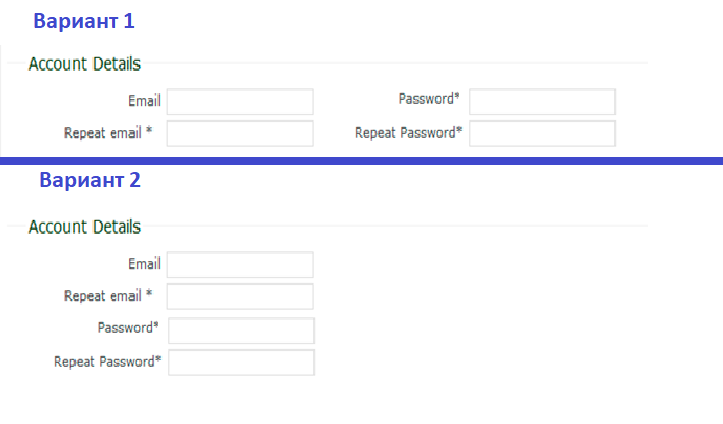 Вариант 1
Account Details
Email Password*
Repeat email * Repeat Password*
Вариант 2
Account Details
Email
Repeat email *
Password*
Repeat Password*